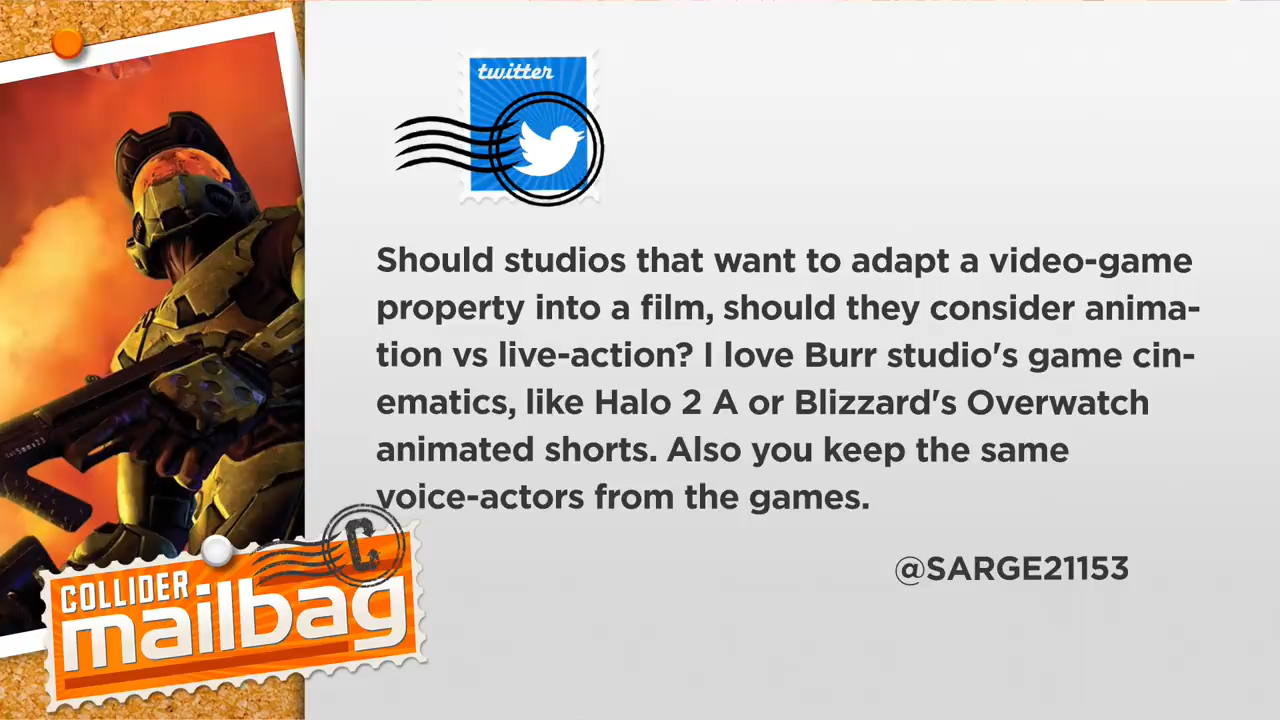 twitter
Should studios that want to adapt a video-game
property into a film, should they consider anima-
tion vs live-action? I love Burr studio's game cin-
ematics, like Halo 2 A or Blizzard's Overwatch
animated shorts. Also you keep the same
voice-actors from the games.
@SARGE21153
COLLIDER
mailbag